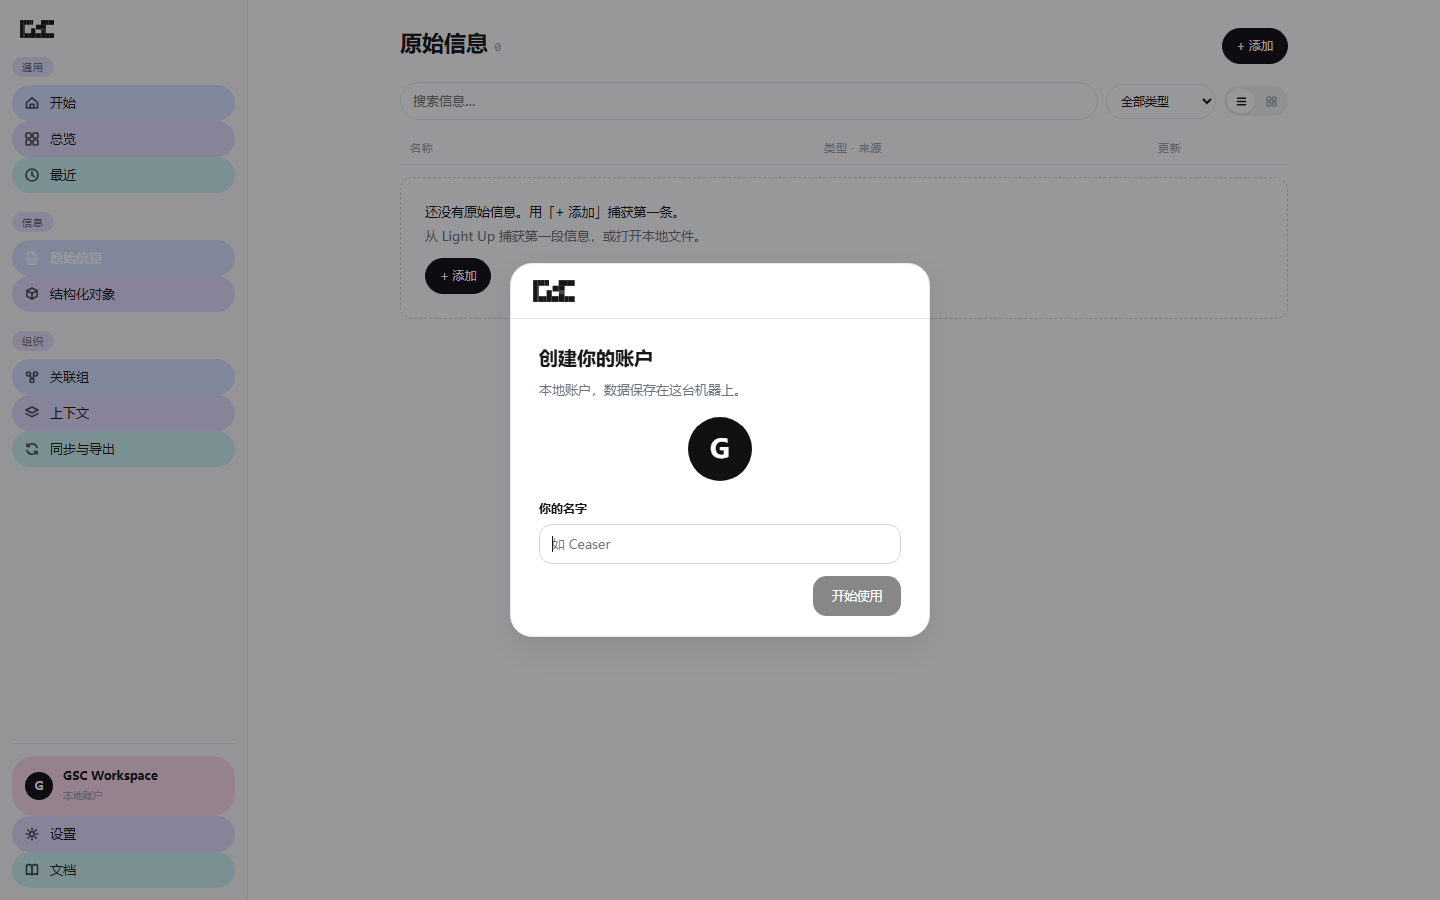 GSC
通用
开始
总览
最近
信息
原始信息
结构化对象
组织
关联组
上下文
同步与导出
G
GSC Workspace
本地账户
设置
文档
原始信息 0
+ 添加
搜索信息...
全部类型
名称
类型 · 来源
更新
还没有原始信息。用「+ 添加」捕获第一条。
从 Light Up 捕获第一段信息，或打开本地文件。
+ 添加
GSC
创建你的账户
本地账户，数据保存在这台机器上。
G
你的名字
如 Ceaser
开始使用